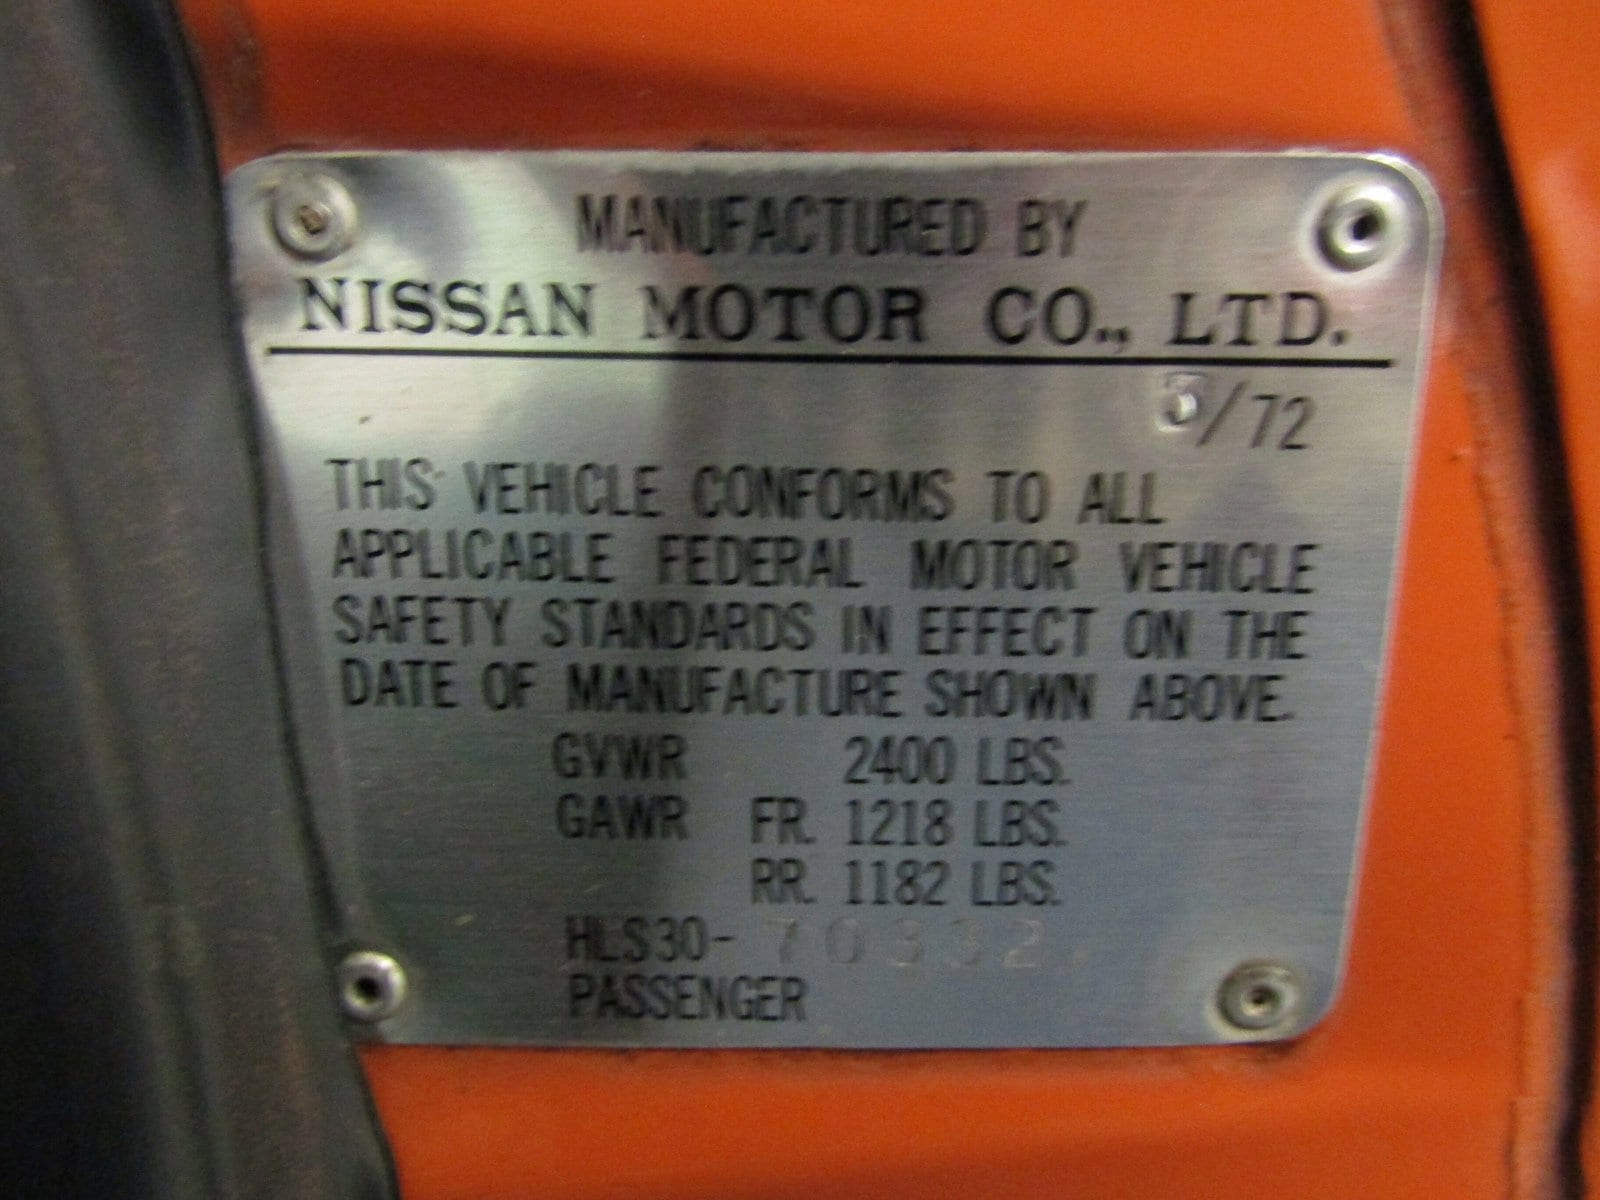 MANUFACTURED BY
NISSAN MOTOR CO., LTD.
3/72
THIS VEHICLE CONFORMS TO ALL
APPLICABLE FEDERAL MOTOR VEHICLE
SAFETY STANDARDS IN EFFECT ON THE
DATE OF MANUFACTURE SHOWN ABOVE.
GVWR 2400 LBS.
GAWR FR. 1218 LBS.
RR. 1182 LBS.
HLS30-70332.
PASSENGER